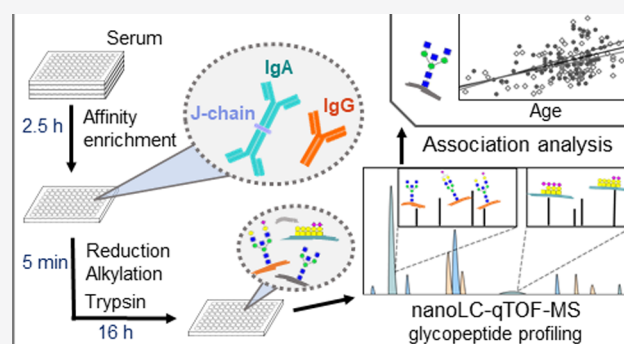 Serum
2.5 h
Affinity
enrichment
IgA
J-chain
IgG
5 min
Reduction
Alkylation
Trypsin
16 h
nanoLC-qTOF-MS
glycopeptide profiling
Association analysis
Age